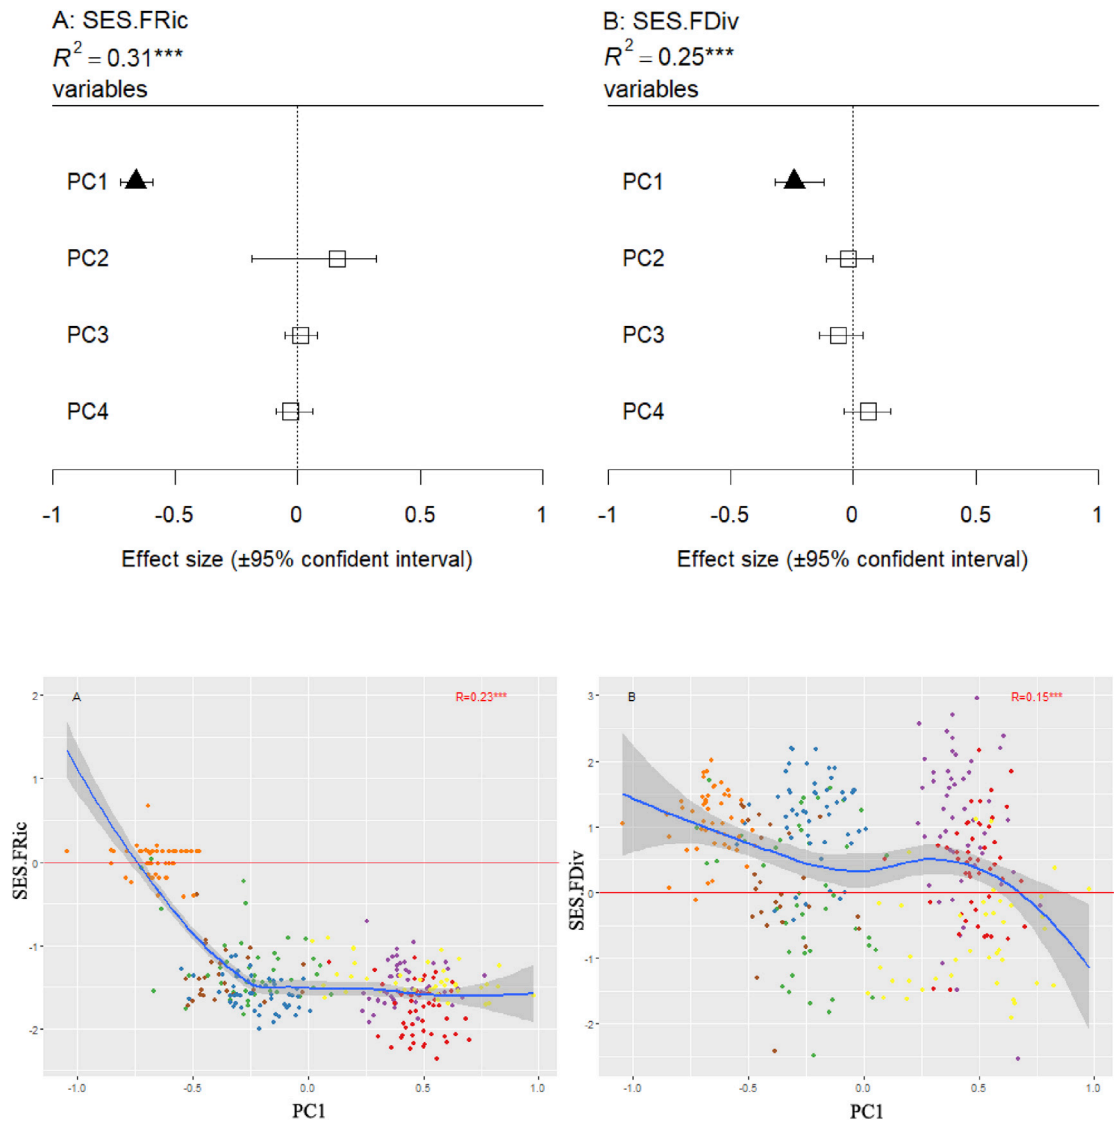 A: SES.FRic
R² = 0.31***
variables
PC1
PC2
PC3
PC4
-1 -0.5 0 0.5 1
Effect size (±95% confident interval)
B: SES.FDiv
R² = 0.25***
variables
PC1
PC2
PC3
PC4
-1 -0.5 0 0.5 1
Effect size (±95% confident interval)
A
R=0.23***
2
1
0
-1
-2
SES.FRic
-1.0 -0.5 0.0 0.5 1.0
PC1
B
R=0.15***
3
2
1
0
-1
-2
SES.FDiv
-1.0 -0.5 0.0 0.5 1.0
PC1